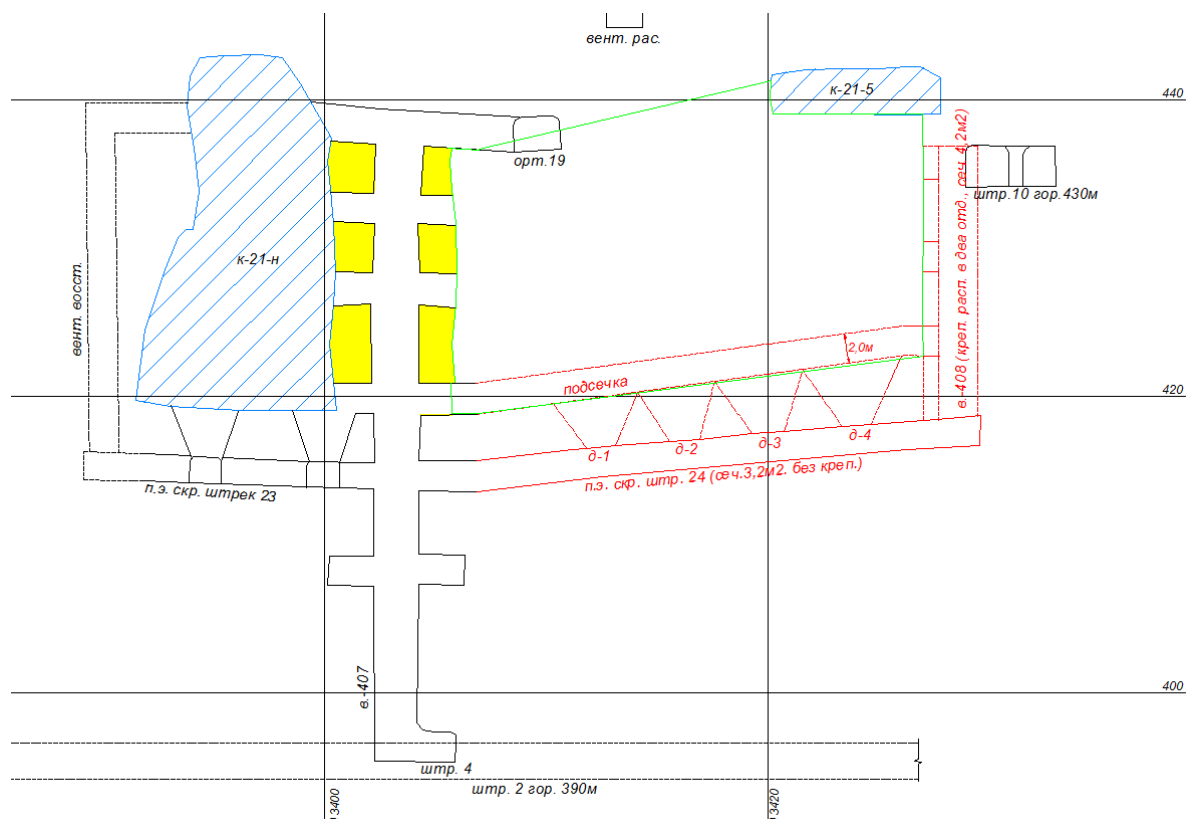 вент. рас.
к-21-5
440
орт.19
штр.10 гор.430м
в.-408 (креп. расп. в два отд., сеч. 4,2м2)
к-21-н
вент. восст.
2,0м
подсечка
420
д-1
д-2
д-3
д-4
п.э. скр. штр. 24 (сеч.3,2м2. без креп.)
п.э. скр. штрек 23
в.-407
400
штр. 4
штр. 2 гор. 390м
13400
13420